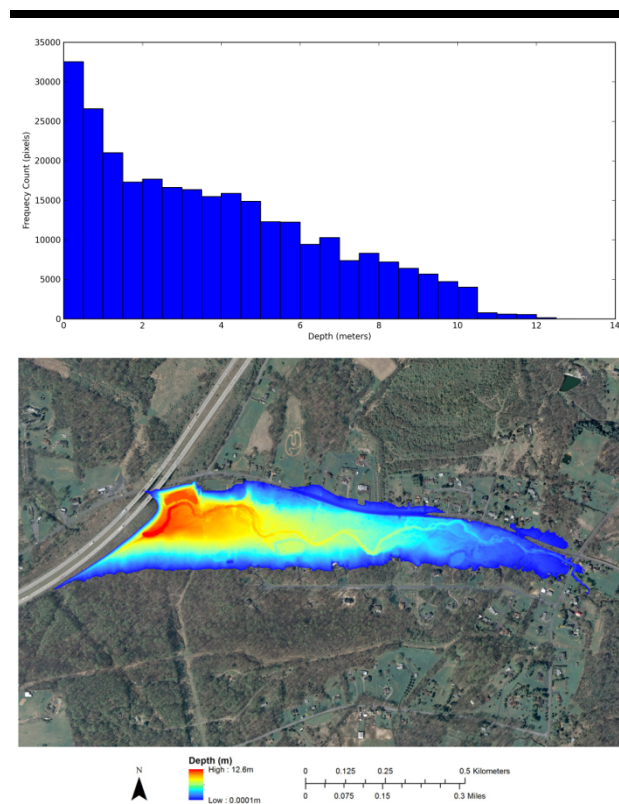 35000
30000
25000
20000
15000
10000
5000
0
Frequecy Count (pixels)
0 2 4 6 8 10 12 14
Depth (meters)
N
Depth (m)
High : 12.6m
Low : 0.0001m
0 0.125 0.25 0.5 Kilometers
0 0.075 0.15 0.3 Miles